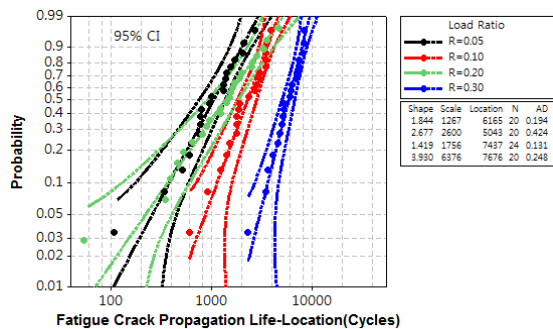 95% CI
Probability
0.99
0.9
0.8
0.7
0.6
0.5
0.4
0.3
0.2
0.1
0.05
0.03
0.01
100
1000
10000
Fatigue Crack Propagation Life-Location(Cycles)
Load Ratio
R=0.05
R=0.10
R=0.20
R=0.30
Shape Scale Location N AD
1.844 1267 6165 20 0.194
2.677 2600 5043 20 0.424
1.419 1756 7437 24 0.131
3.930 6376 7676 20 0.248